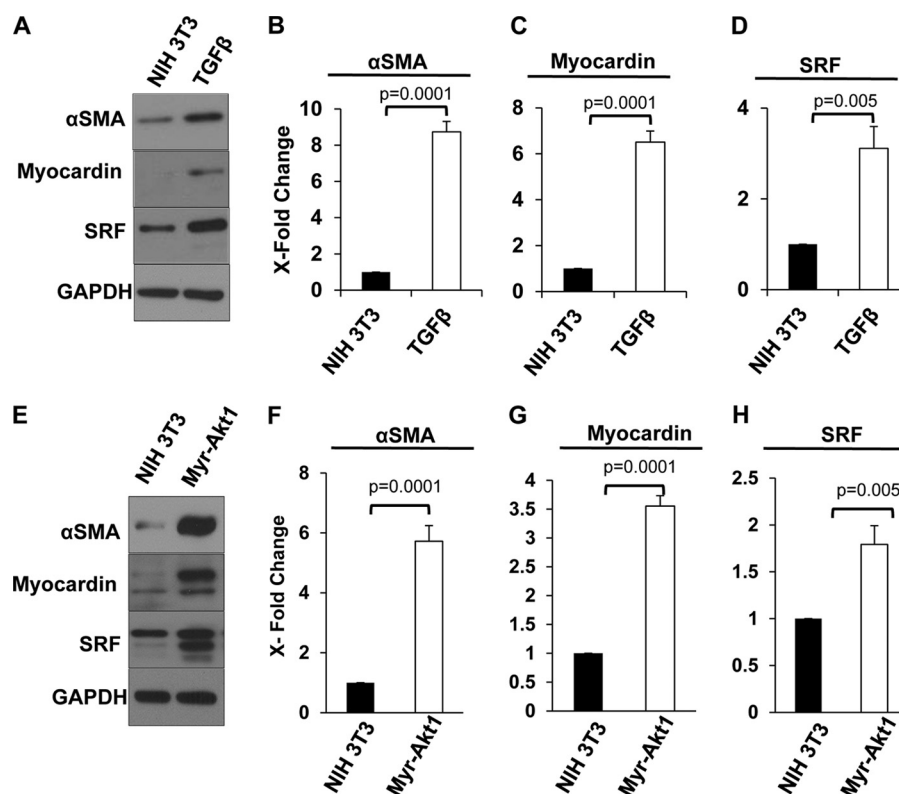 A
NIH 3T3
TGFβ
αSMA
Myocardin
SRF
GAPDH
B
αSMA
p=0.0001
X-Fold Change
10
8
6
4
2
0
NIH 3T3
TGFβ
C
Myocardin
p=0.0001
8
6
4
2
0
NIH 3T3
TGFβ
D
SRF
p=0.005
4
2
0
NIH 3T3
TGFβ
E
NIH 3T3
Myr-Akt1
αSMA
Myocardin
SRF
GAPDH
F
αSMA
p=0.0001
X- Fold Change
8
6
4
2
0
NIH 3T3
Myr-Akt1
G
Myocardin
p=0.0001
4
3.5
3
2.5
2
1.5
1
0.5
0
NIH 3T3
Myr-Akt1
H
SRF
p=0.005
2.5
2
1.5
1
0.5
0
NIH 3T3
Myr-Akt1